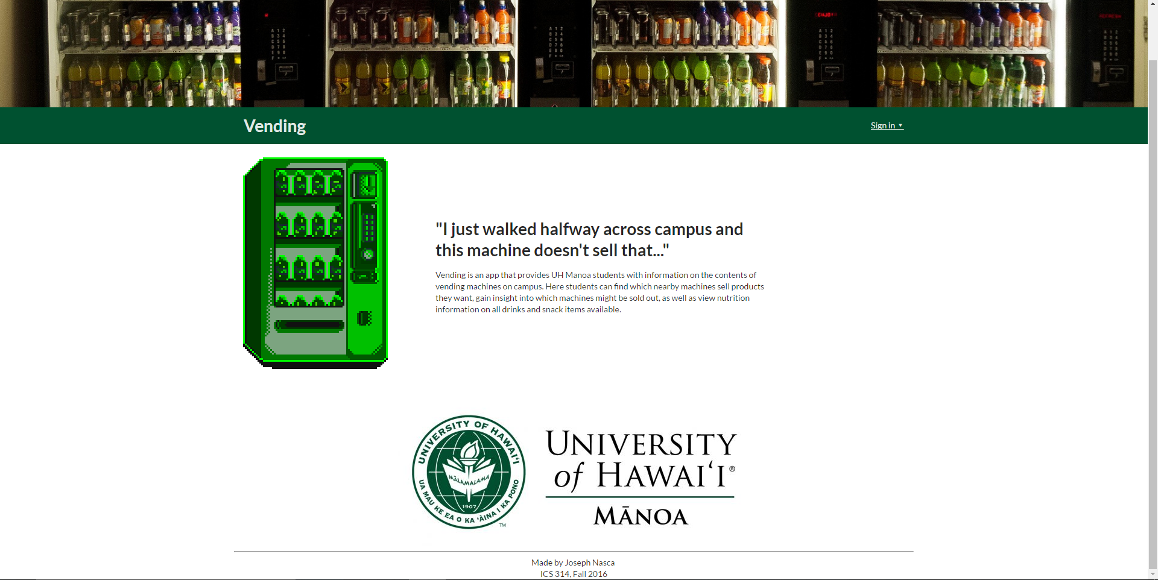 Vending
Sign in
"I just walked halfway across campus and
this machine doesn't sell that..."
Vending is an app that provides UH Manoa students with information on the contents of
vending machines on campus. Here students can find which nearby machines sell products
they want, gain insight into which machines might be sold out, as well as view nutrition
information on all drinks and snack items available.
UNIVERSITY OF HAWAIʻI
MĀLAMALAMA
1907
UA MAU KE EA O KA ʻĀINA I KA PONO
™
UNIVERSITY
of HAWAIʻI®
MĀNOA
Made by Joseph Nasca
ICS 314, Fall 2016